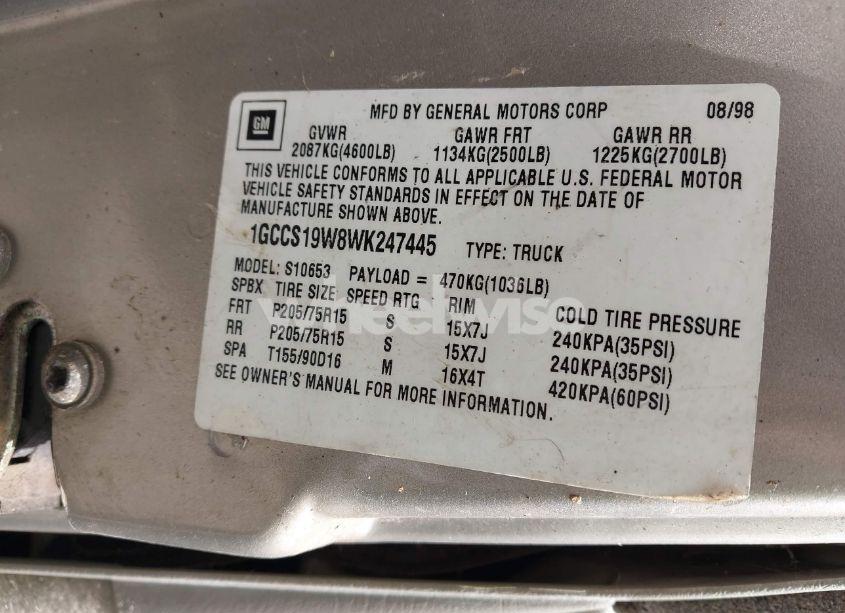 GM
MFD BY GENERAL MOTORS CORP 08/98
GVWR GAWR FRT GAWR RR
2087KG(4600LB) 1134KG(2500LB) 1225KG(2700LB)
THIS VEHICLE CONFORMS TO ALL APPLICABLE U.S. FEDERAL MOTOR
VEHICLE SAFETY STANDARDS IN EFFECT ON THE DATE OF
MANUFACTURE SHOWN ABOVE.
1GCCS19W8WK247445 TYPE: TRUCK
MODEL: S10653 PAYLOAD = 470KG(1036LB)
SPBX TIRE SIZE SPEED RTG RIM COLD TIRE PRESSURE
FRT P205/75R15 S 15X7J 240KPA(35PSI)
RR P205/75R15 S 15X7J 240KPA(35PSI)
SPA T155/90D16 M 16X4T 420KPA(60PSI)
SEE OWNER'S MANUAL FOR MORE INFORMATION.